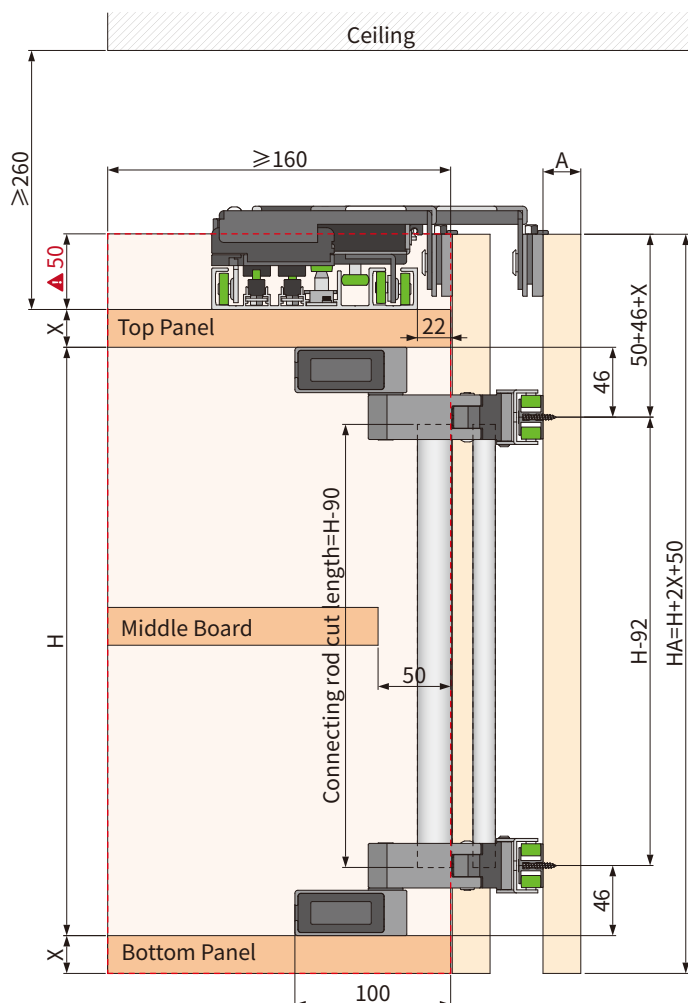 Ceiling
≥260
≥160
A
50
X
Top Panel
22
50+46+X
46
Connecting rod cut length=H-90
H
Middle Board
50
H-92
HA=H+2X+50
46
X
Bottom Panel
100